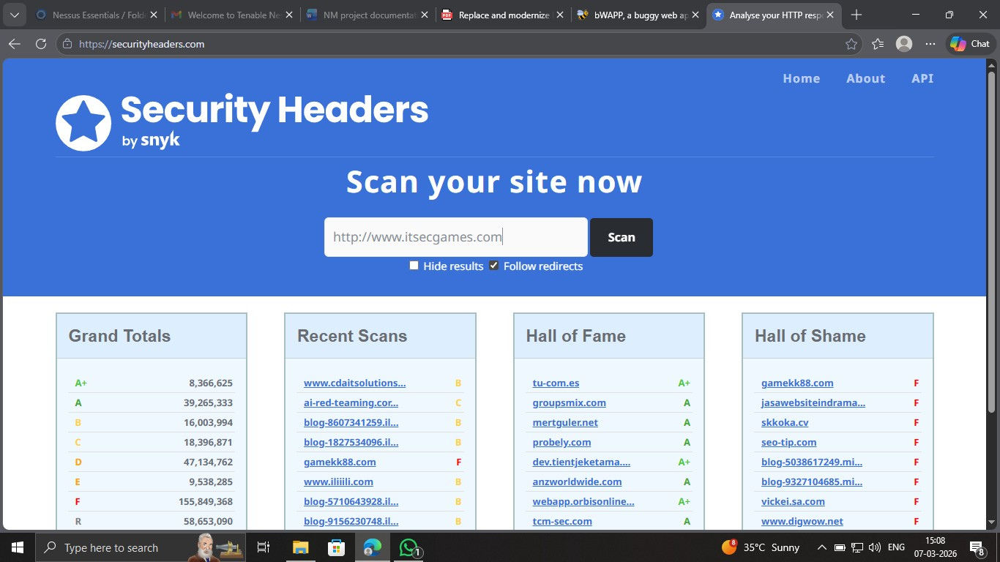 Nessus Essentials / Folde
Welcome to Tenable Ne
NM project documentat
Replace and modernize
bWAPP, a buggy web ap
Analyse your HTTP resp
https://securityheaders.com
Chat
Home About API
Security Headers
by snyk
Scan your site now
http://www.itsecgames.com
Scan
Hide results Follow redirects
Grand Totals
A+ 8,366,625
A 39,265,333
B 16,003,994
C 18,396,871
D 47,134,762
E 9,538,285
F 155,849,368
R 58,653,090
Recent Scans
www.cdaitsolutions... B
ai-red-teaming.cor... C
blog-8607341259.il... B
blog-1827534096.il... B
gamekk88.com F
www.iliiili.com B
blog-5710643928.il... B
blog-9156230748.il... B
Hall of Fame
tu-com.es A+
groupsmix.com A
mertguler.net A
probely.com A
dev.tientjeketama.... A+
anzworldwide.com A
webapp.orbisonline... A+
tcm-sec.com A
Hall of Shame
gamekk88.com F
jasawebsiteindrama... F
skkoka.cv F
seo-tip.com F
blog-5038617249.mi... F
blog-9327104685.mi... F
vickei.sa.com F
www.digwow.net F
Type here to search
1
8
35°C Sunny
ENG
15:08
07-03-2026
8